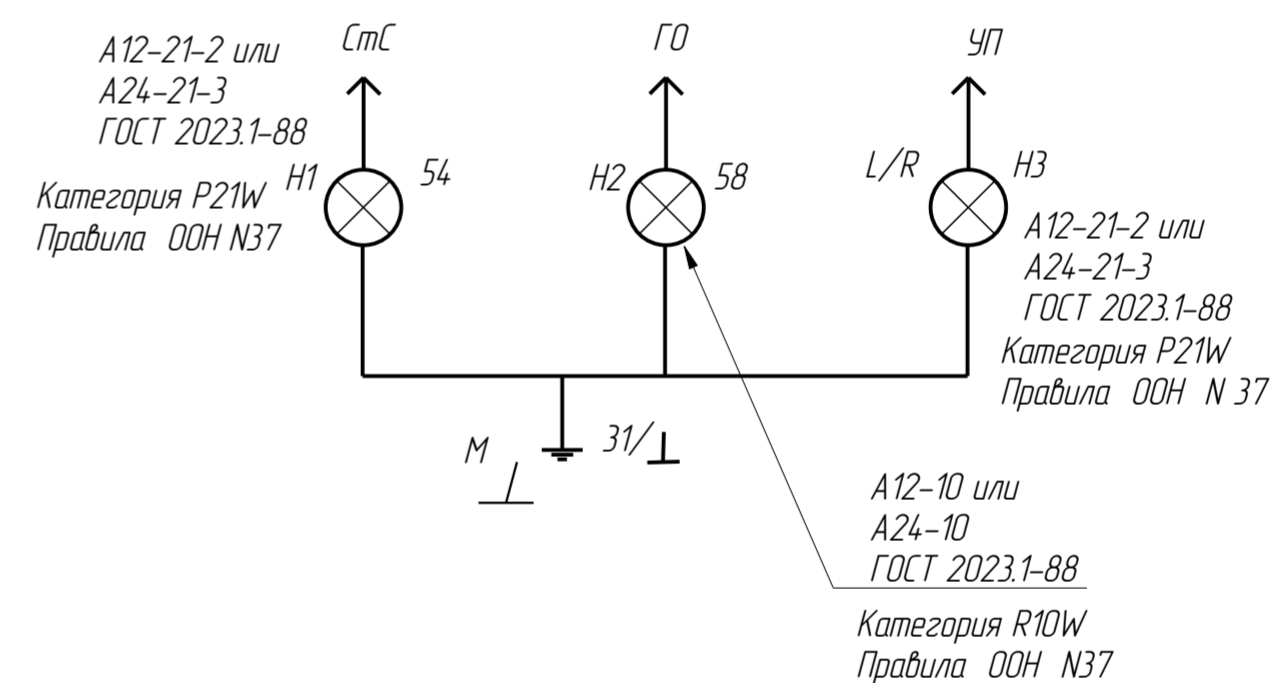 А12-21-2 или
А24-21-3
ГОСТ 2023.1-88
Категория P21W
Правила ООН N37
СтС
Н1
54
ГО
Н2
58
УП
L/R
Н3
А12-21-2 или
А24-21-3
ГОСТ 2023.1-88
Категория P21W
Правила ООН N 37
М
31/
А12-10 или
А24-10
ГОСТ 2023.1-88
Категория R10W
Правила ООН N37